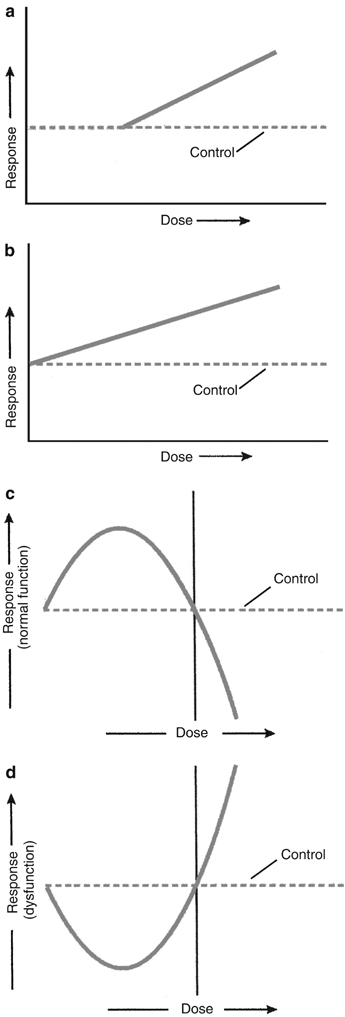 a
Response
Control
Dose
b
Response
Control
Dose
c
Response
(normal function)
Control
Dose
d
Response
(dysfunction)
Control
Dose